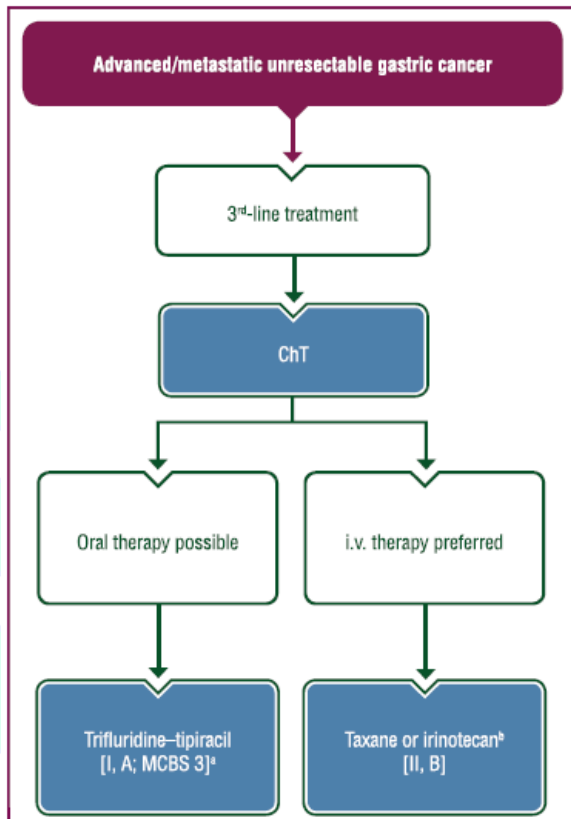 Advanced/metastatic unresectable gastric cancer
3rd-line treatment
ChT
Oral therapy possible
i.v. therapy preferred
Trifluridine–tipiracil
[I, A; MCBS 3]a
Taxane or irinotecanb
[II, B]